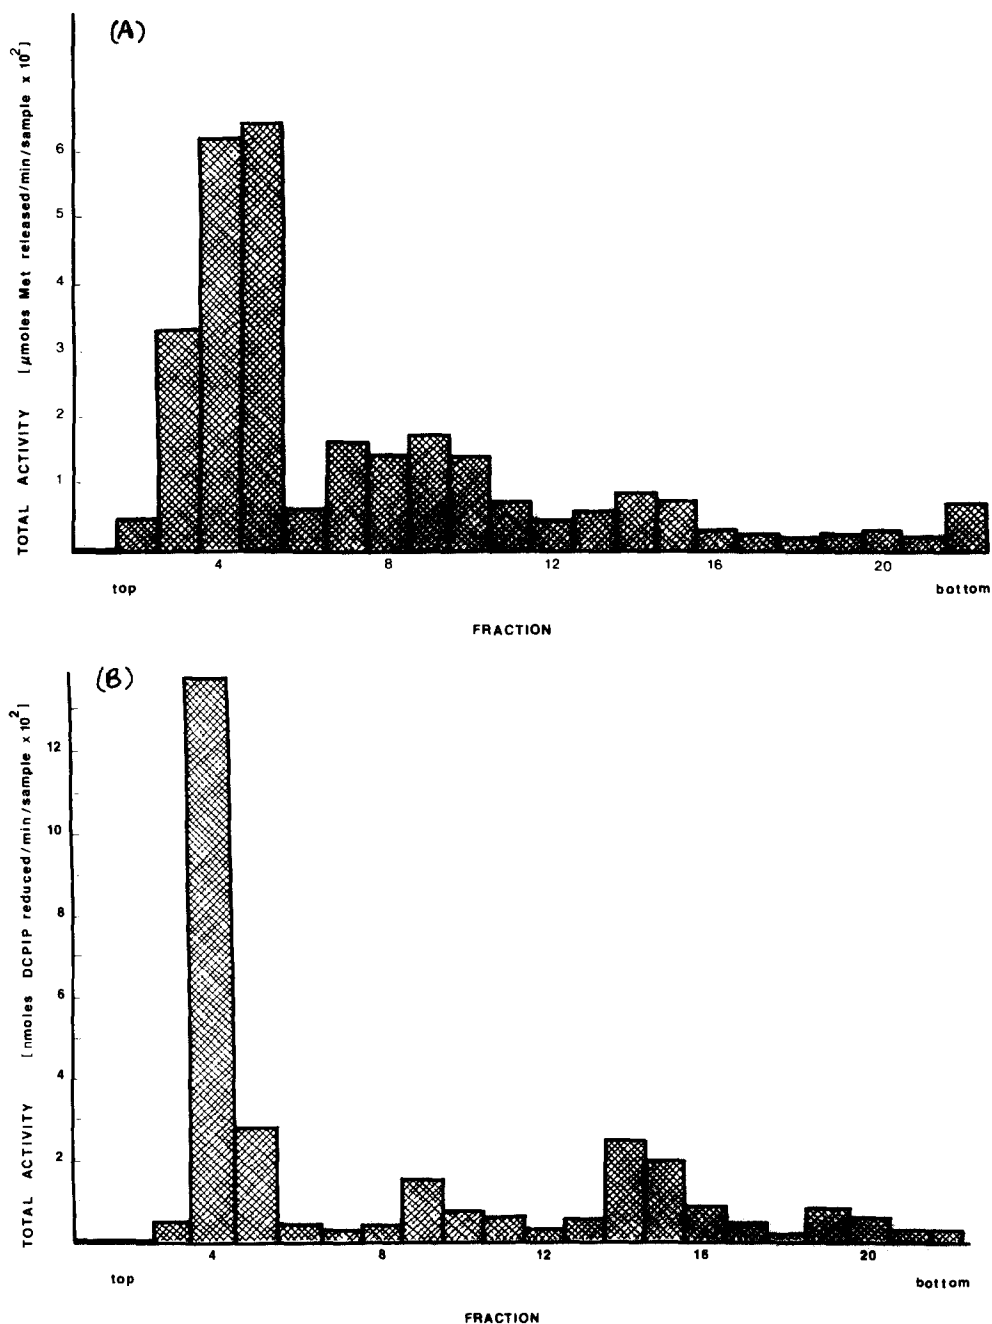 (A)
TOTAL ACTIVITY [μmoles Met released/min/sample x 10²]
6
5
4
3
2
1
4 8 12 16 20
top bottom
FRACTION
(B)
TOTAL ACTIVITY [nmoles DCPIP reduced/min/sample x 10²]
12
10
8
6
4
2
4 8 12 16 20
top bottom
FRACTION